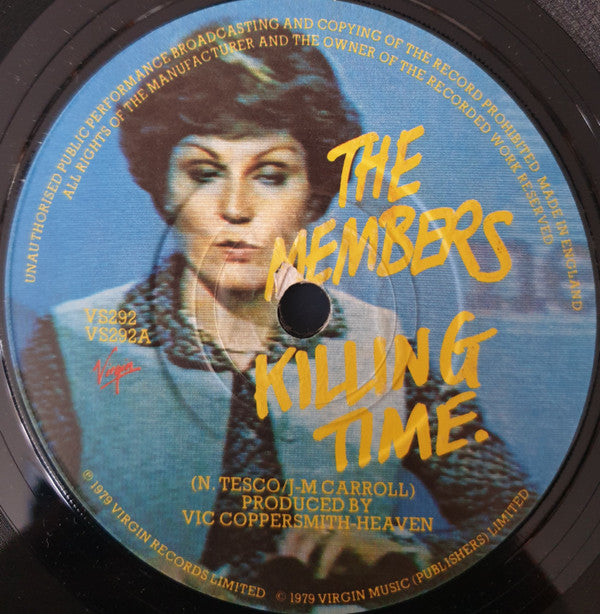 UNAUTHORISED PUBLIC PERFORMANCE BROADCASTING AND COPYING OF THE RECORD PROHIBITED MADE IN ENGLAND
ALL RIGHTS OF THE MANUFACTURER AND THE OWNER OF THE RECORDED WORK RESERVED
THE
MEMBERS
VS292
VS292A
Virgin
KILLING
TIME.
(N. TESCO/J-M CARROLL)
PRODUCED BY
VIC COPPERSMITH-HEAVEN
℗ 1979 VIRGIN RECORDS LIMITED © 1979 VIRGIN MUSIC (PUBLISHERS) LIMITED